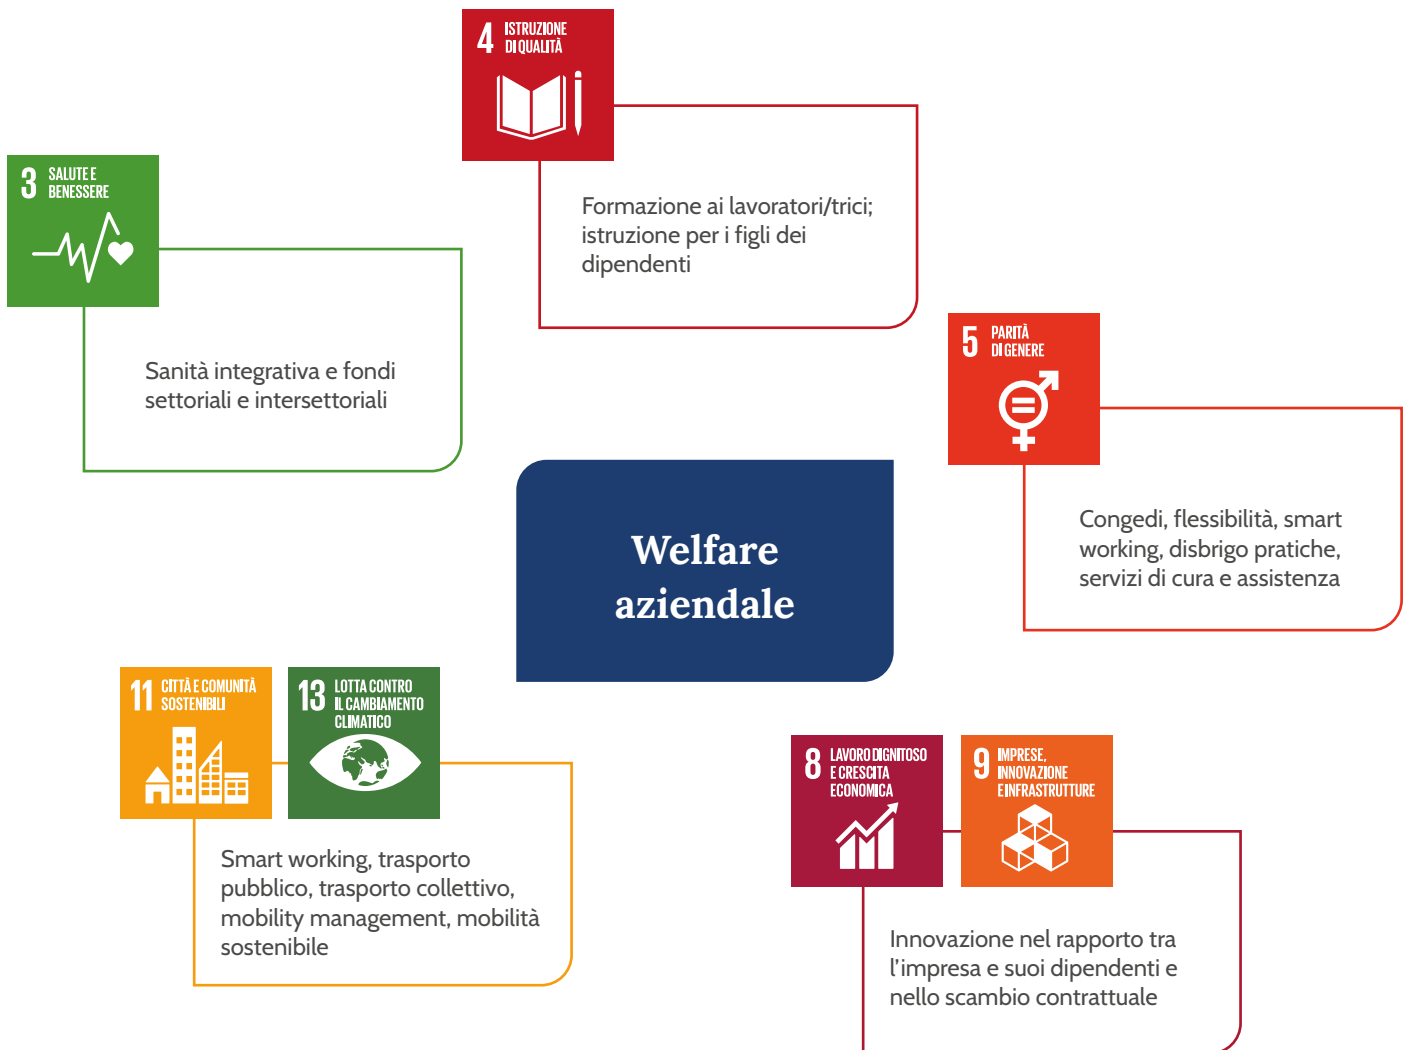 4 ISTRUZIONE
DI QUALITÀ
Formazione ai lavoratori/trici;
istruzione per i figli dei
dipendenti
3 SALUTE E
BENESSERE
Sanità integrativa e fondi
settoriali e intersettoriali
5 PARITÀ
DI GENERE
Congedi, flessibilità, smart
working, disbrigo pratiche,
servizi di cura e assistenza
Welfare
aziendale
11 CITTÀ E COMUNITÀ
SOSTENIBILI
13 LOTTA CONTRO
IL CAMBIAMENTO
CLIMATICO
Smart working, trasporto
pubblico, trasporto collettivo,
mobility management, mobilità
sostenibile
8 LAVORO DIGNITOSO
E CRESCITA
ECONOMICA
9 IMPRESE,
INNOVAZIONE
E INFRASTRUTTURE
Innovazione nel rapporto tra
l'impresa e suoi dipendenti e
nello scambio contrattuale